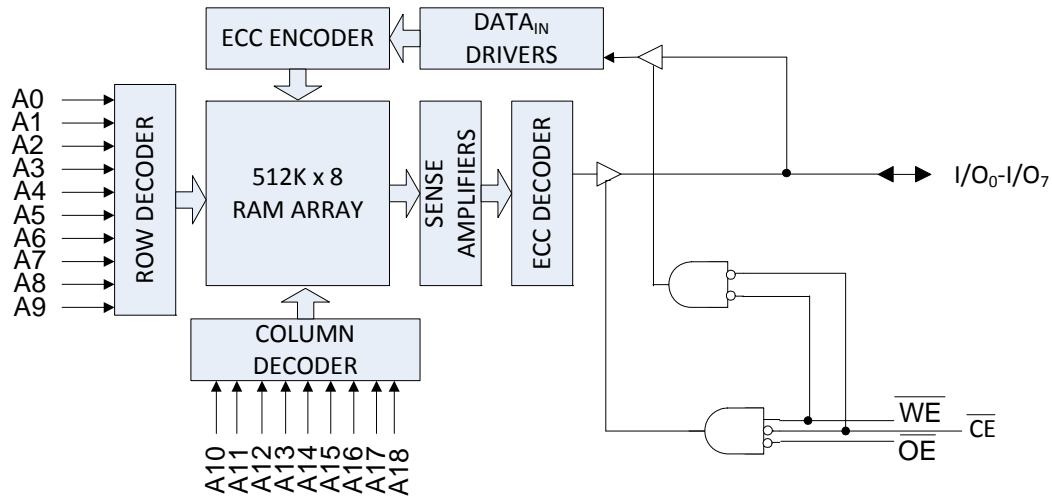 ECC ENCODER
DATAIN
DRIVERS
A0
A1
A2
A3
A4
A5
A6
A7
A8
A9
ROW DECODER
512K x 8
RAM ARRAY
SENSE
AMPLIFIERS
ECC DECODER
I/O0-I/O7
COLUMN
DECODER
A10
A11
A12
A13
A14
A15
A16
A17
A18
WE
CE
OE